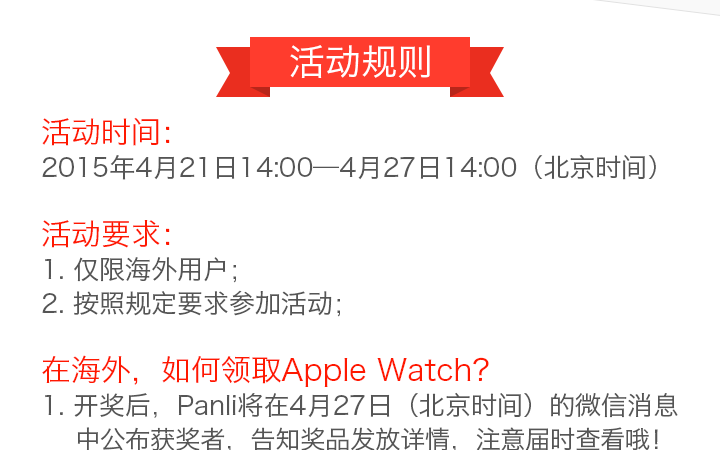 活动规则
活动时间：
2015年4月21日14:00—4月27日14:00（北京时间）
活动要求：
1. 仅限海外用户；
2. 按照规定要求参加活动；
在海外，如何领取Apple Watch？
1. 开奖后，Panli将在4月27日（北京时间）的微信消息
中公布获奖者，告知奖品发放详情，注意届时查看哦！